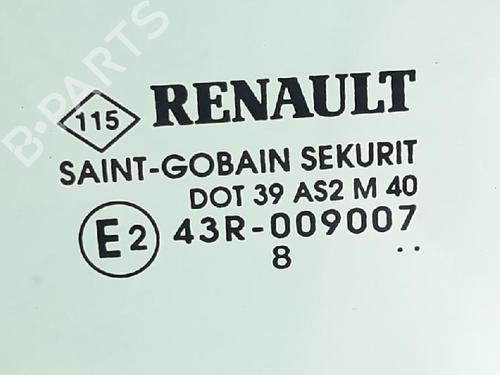 B-PARTS
115 RENAULT
SAINT-GOBAIN SEKURIT
DOT 39 AS2 M 40
E2 43R-009007
8 ..